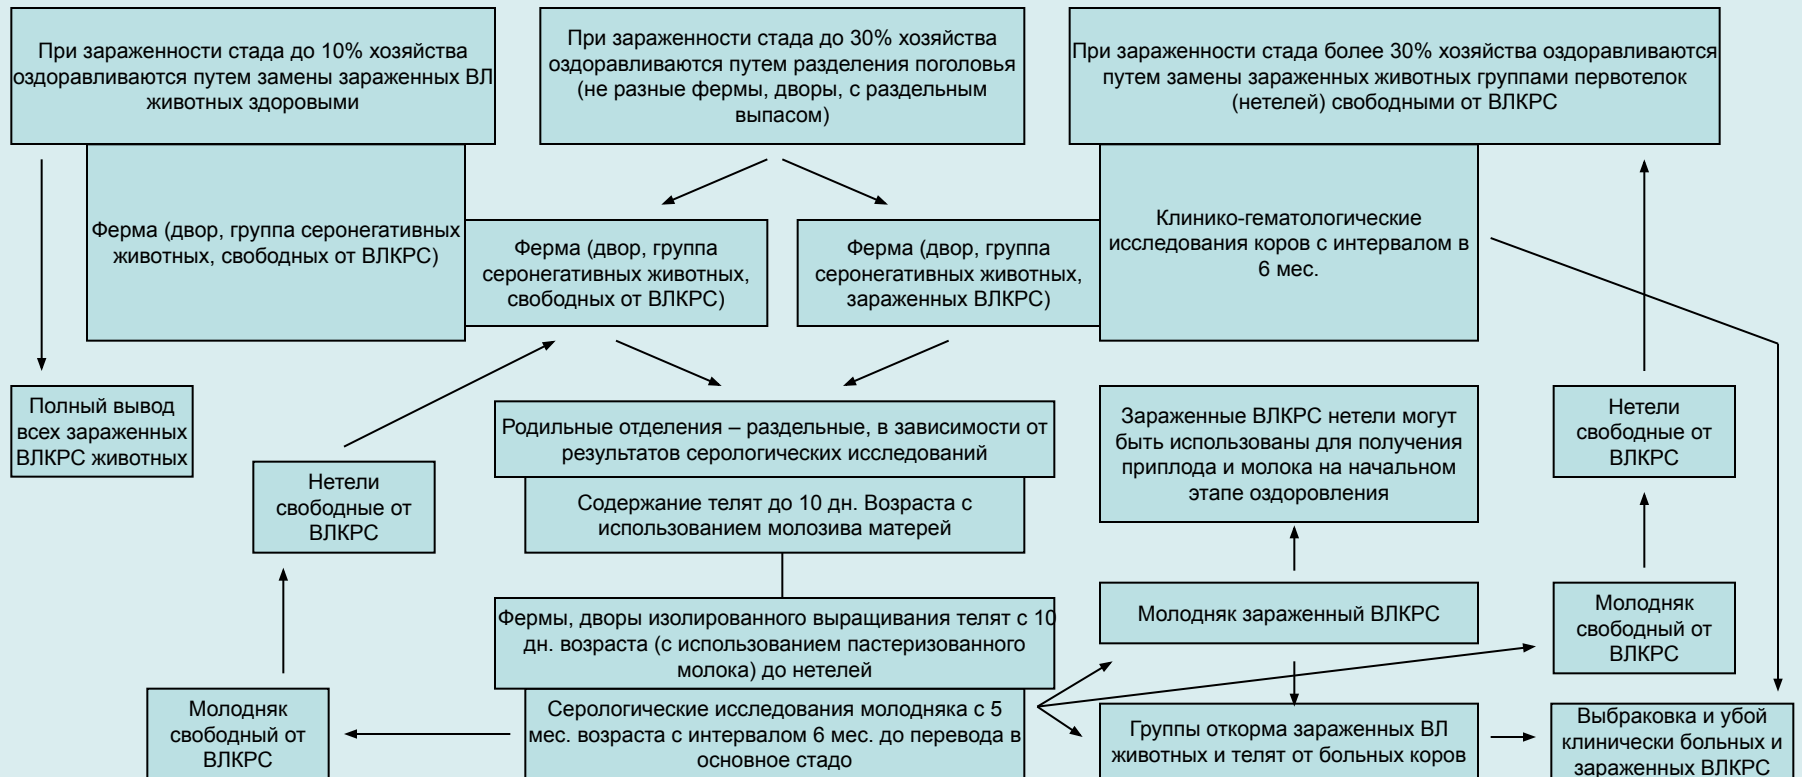 При зараженности стада до 10% хозяйства
оздоравливаются путем замены зараженных ВЛ
животных здоровыми
При зараженности стада до 30% хозяйства
оздоравливаются путем разделения поголовья
(не разные фермы, дворы, с раздельным
выпасом)
При зараженности стада более 30% хозяйства оздоравливаются
путем замены зараженных животных группами первотелок
(нетелей) свободными от ВЛКРС
Ферма (двор, группа серонегативных
животных, свободных от ВЛКРС)
Ферма (двор, группа
серонегативных животных,
свободных от ВЛКРС)
Ферма (двор, группа
серонегативных животных,
зараженных ВЛКРС)
Клинико-гематологические
исследования коров с интервалом в
6 мес.
Полный вывод
всех зараженных
ВЛКРС животных
Нетели
свободные от
ВЛКРС
Родильные отделения – раздельные, в зависимости от
результатов серологических исследований
Содержание телят до 10 дн. Возраста с
использованием молозива матерей
Зараженные ВЛКРС нетели могут
быть использованы для получения
приплода и молока на начальном
этапе оздоровления
Нетели
свободные от
ВЛКРС
Фермы, дворы изолированного выращивания телят с 10
дн. возраста (с использованием пастеризованного
молока) до нетелей
Молодняк зараженный ВЛКРС
Молодняк
свободный от
ВЛКРС
Молодняк
свободный от
ВЛКРС
Серологические исследования молодняка с 5
мес. возраста с интервалом 6 мес. до перевода в
основное стадо
Группы откорма зараженных ВЛ
животных и телят от больных коров
Выбраковка и убой
клинически больных и
зараженных ВЛКРС